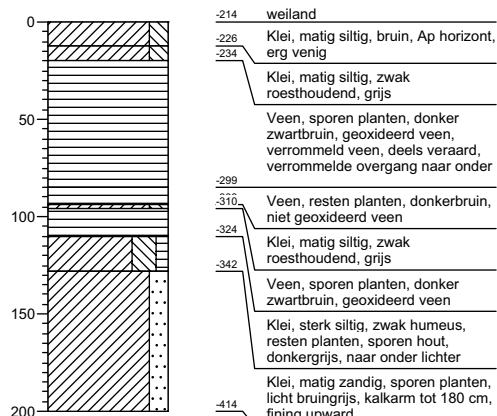 0
50
100
150
200
-214
weiland
-226
Klei, matig siltig, bruin, Ap horizont,
erg venig
-234
Klei, matig siltig, zwak
roesthoudend, grijs
Veen, sporen planten, donker
zwartbruin, geoxideerd veen,
verrommeld veen, deels veraard,
verrommelde overgang naar onder
-299
-310
Veen, resten planten, donkerbruin,
niet geoxideerd veen
-324
Klei, matig siltig, zwak
roesthoudend, grijs
-342
Veen, sporen planten, donker
zwartbruin, geoxideerd veen
Klei, sterk siltig, zwak humeus,
resten planten, sporen hout,
donkergrijs, naar onder lichter
Klei, matig zandig, sporen planten,
licht bruingrijs, kalkarm tot 180 cm,
-414
fining upward